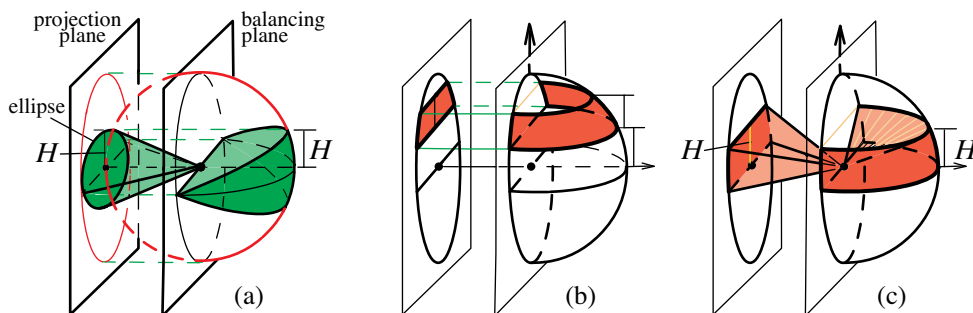 projection
plane
balancing
plane
ellipse
H
H
(a)
(b)
H
H
(c)